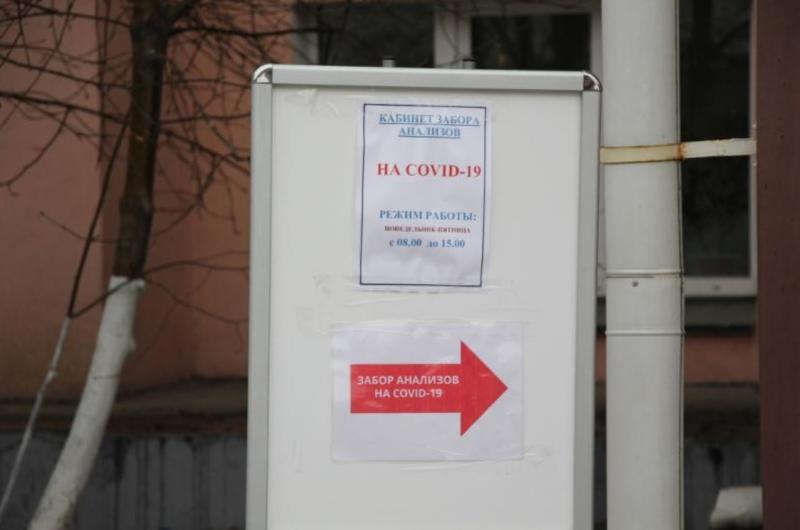 КАБИНЕТ ЗАБОРА
АНАЛИЗОВ
НА COVID-19
РЕЖИМ РАБОТЫ:
ПОНЕДЕЛЬНИК-ПЯТНИЦА
с 08.00 до 15.00
ЗАБОР АНАЛИЗОВ
НА COVID-19